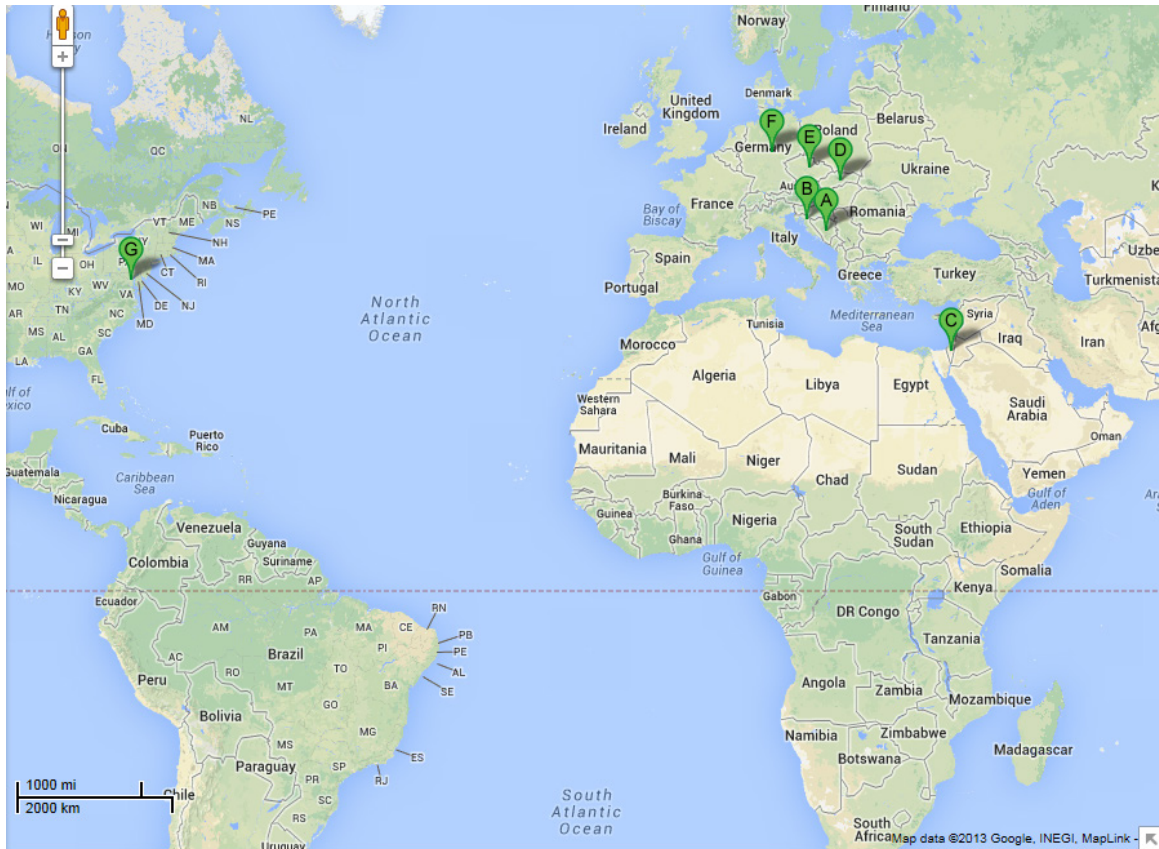 Norway
Finland
NL
Denmark
United
Kingdom
Ireland
Belarus
F
E
Poland
D
ON
QC
Germany
Ukraine
B
A
France
Romania
NB
PE
VT
ME
NS
WI
MI
Bay of
Biscay
Italy
NH
G
MA
Uzbe
IL
OH
CT
RI
Spain
Greece
Turkey
Turkmenista
Portugal
MO
KY
WV
VA
DE
NJ
North
Atlantic
Ocean
TN
NC
MD
Mediterranean
Sea
C
Syria
AR
Tunisia
MS
AL
SC
Morocco
Iraq
Iran
Afg
GA
LA
Algeria
Libya
Egypt
FL
Western
Sahara
Saudi
Arabia
Cuba
Puerto
Rico
Mauritania
Oman
Mali
Niger
Sudan
Guatemala
Chad
Yemen
Caribbean
Sea
Nicaragua
Burkina
Faso
Gulf of
Aden
Guinea
Nigeria
Venezuela
South
Sudan
Ethiopia
Guyana
Ghana
Colombia
Suriname
Gulf of
Guinea
Somalia
RR
AP
Kenya
Ecuador
Gabon
RN
DR Congo
AM
PA
MA
CE
PB
Tanzania
PI
PE
AC
Brazil
TO
AL
RO
Peru
BA
SE
Angola
MT
Zambia
Mozambique
GO
Bolivia
Namibia
Zimbabwe
MG
MS
Madagascar
ES
Botswana
Paraguay
SP
PR
RJ
1000 mi
Chile
2000 km
South
Atlantic
Ocean
SC
RS
South
Africa
Uruguay
Map data ©2013 Google, INEGI, MapLink -